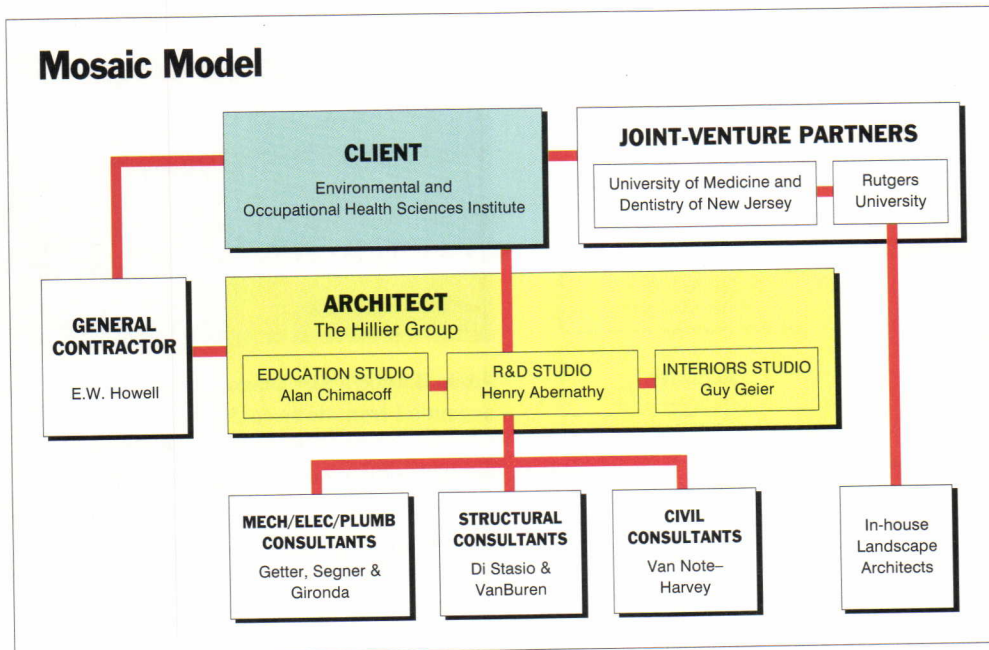 Mosaic Model
CLIENT
Environmental and
Occupational Health Sciences Institute
JOINT-VENTURE PARTNERS
University of Medicine and
Dentistry of New Jersey
Rutgers
University
GENERAL
CONTRACTOR
E.W. Howell
ARCHITECT
The Hillier Group
EDUCATION STUDIO
Alan Chimacoff
R&D STUDIO
Henry Abernathy
INTERIORS STUDIO
Guy Geier
MECH/ELEC/PLUMB
CONSULTANTS
Getter, Segner &
Gironda
STRUCTURAL
CONSULTANTS
Di Stasio &
VanBuren
CIVIL
CONSULTANTS
Van Note–
Harvey
In-house
Landscape
Architects